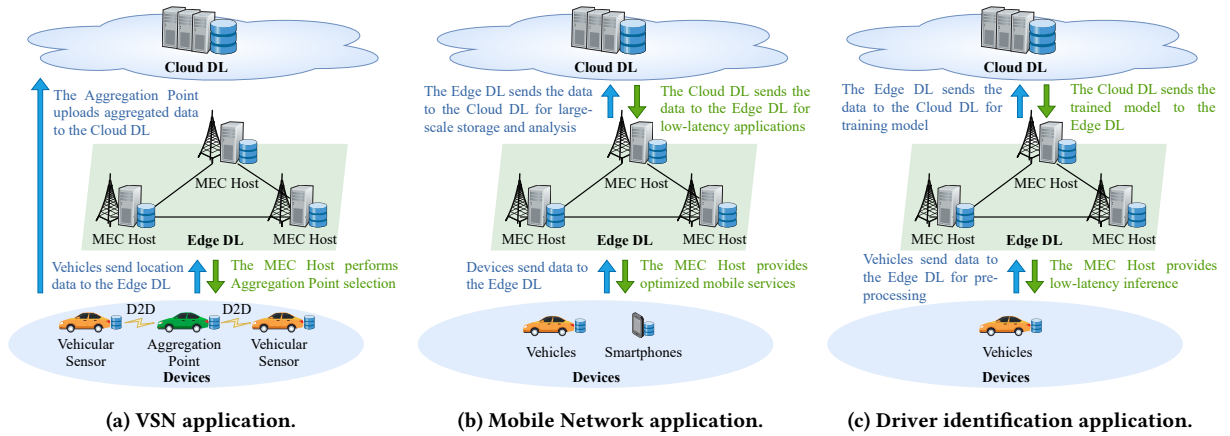 Cloud DL
The Aggregation Point
uploads aggregated data
to the Cloud DL
MEC Host
MEC Host
Edge DL
MEC Host
Vehicles send location
data to the Edge DL
The MEC Host performs
Aggregation Point selection
D2D
D2D
Vehicular
Sensor
Aggregation
Point
Vehicular
Sensor
Devices
(a) VSN application.
Cloud DL
The Edge DL sends the data
to the Cloud DL for large-
scale storage and analysis
The Cloud DL sends the
data to the Edge DL for
low-latency applications
MEC Host
MEC Host
Edge DL
MEC Host
Devices send data to
the Edge DL
The MEC Host provides
optimized mobile services
Vehicles
Smartphones
Devices
(b) Mobile Network application.
Cloud DL
The Edge DL sends the
data to the Cloud DL for
training model
The Cloud DL sends the
trained model to the
Edge DL
MEC Host
MEC Host
Edge DL
MEC Host
Vehicles send data to
the Edge DL for pre-
processing
The MEC Host provides
low-latency inference
Vehicles
Devices
(c) Driver identification application.